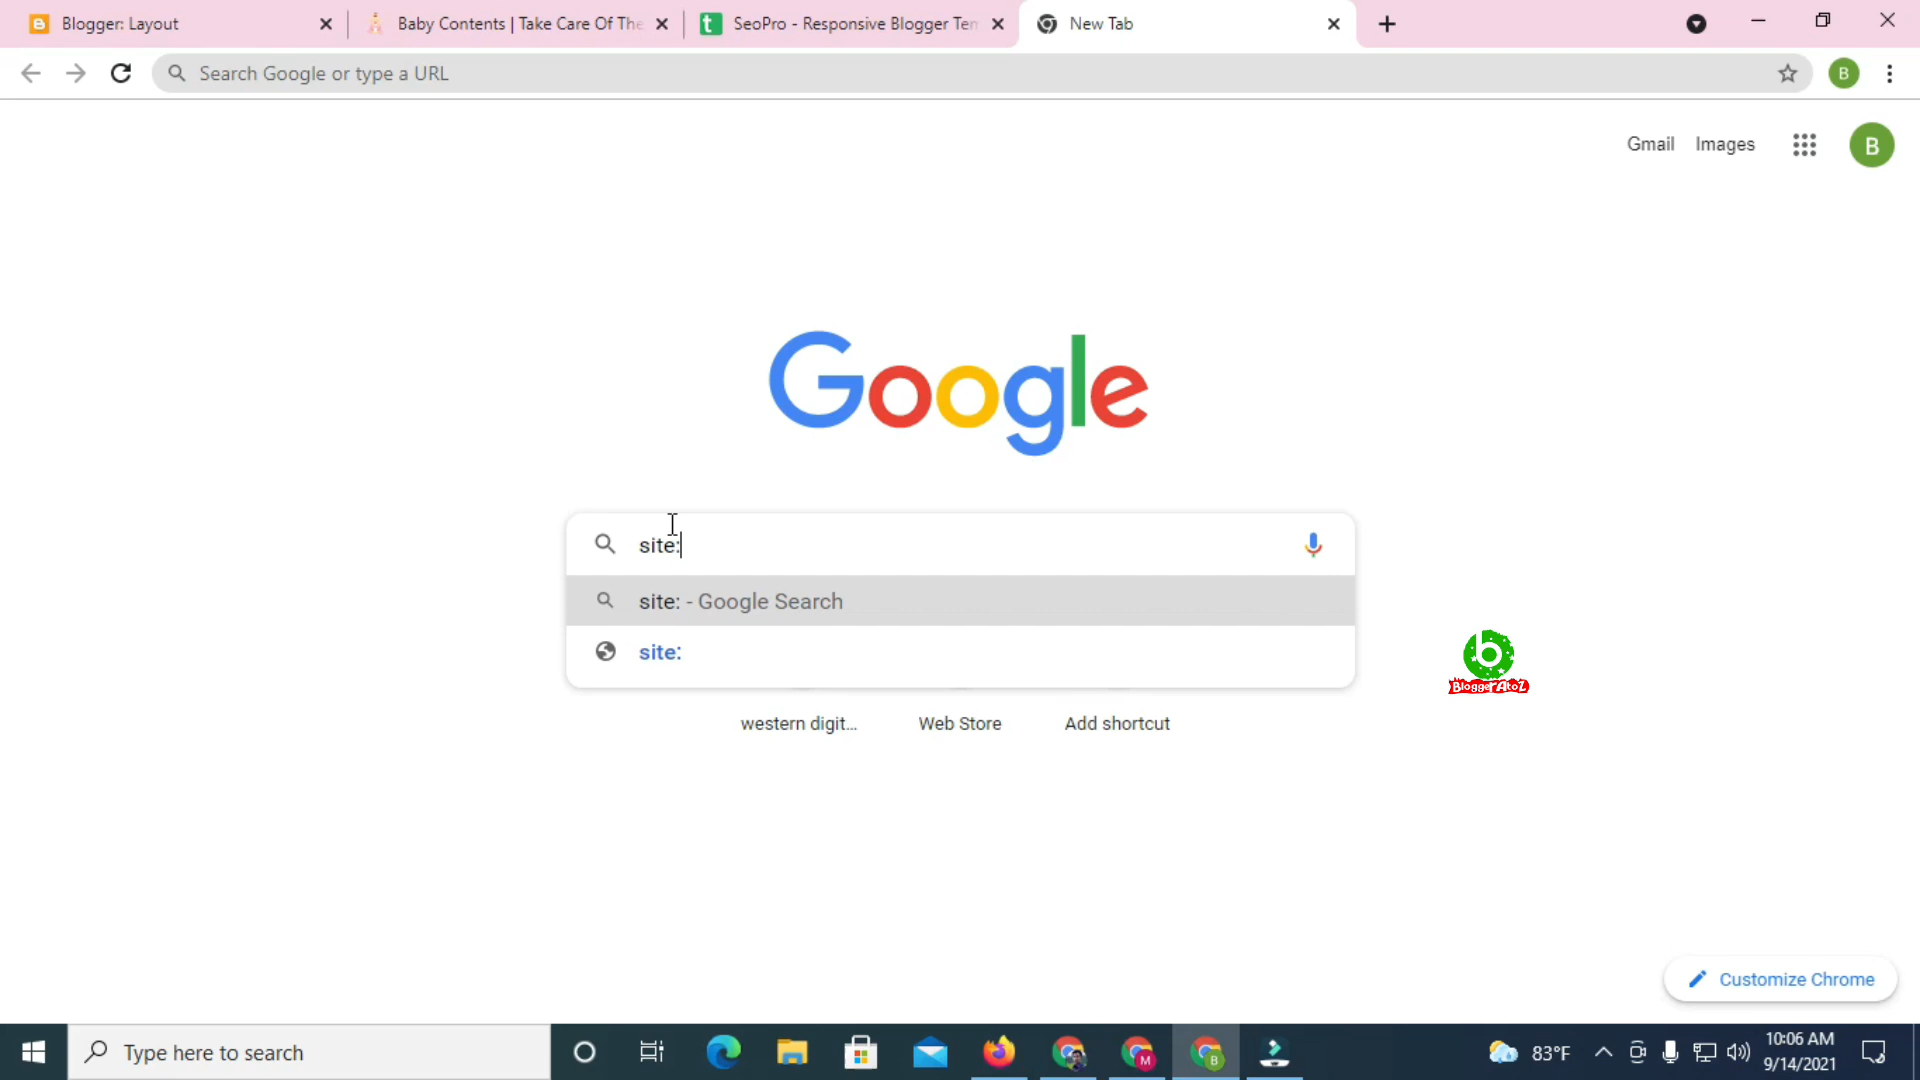 Blogger: Layout
Baby Contents | Take Care Of The
SeoPro - Responsive Blogger Tem
New Tab
Search Google or type a URL
B
Gmail
Images
B
Google
site:
site: - Google Search
site:
western digit...
Web Store
Add shortcut
b
BloggerAtoZ
Customize Chrome
Type here to search
M
B
83°F
10:06 AM
9/14/2021